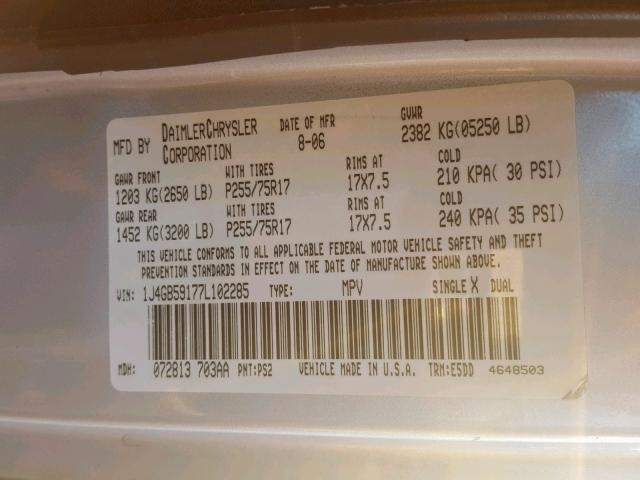 MFD BY DAIMLERCHRYSLER CORPORATION DATE OF MFR 8-06 GVWR 2382 KG(05250 LB)
GAWR FRONT WITH TIRES RIMS AT COLD
1203 KG(2650 LB) P255/75R17 17X7.5 210 KPA( 30 PSI)
GAWR REAR WITH TIRES RIMS AT COLD
1452 KG(3200 LB) P255/75R17 17X7.5 240 KPA( 35 PSI)
THIS VEHICLE CONFORMS TO ALL APPLICABLE FEDERAL MOTOR VEHICLE SAFETY AND THEFT
PREVENTION STANDARDS IN EFFECT ON THE DATE OF MANUFACTURE SHOWN ABOVE.
VIN: 1J4GB59177L102285 TYPE: MPV SINGLE X DUAL
MDH: 072813 703AA PNT:PS2 VEHICLE MADE IN U.S.A. TRM:E5DD 4648503